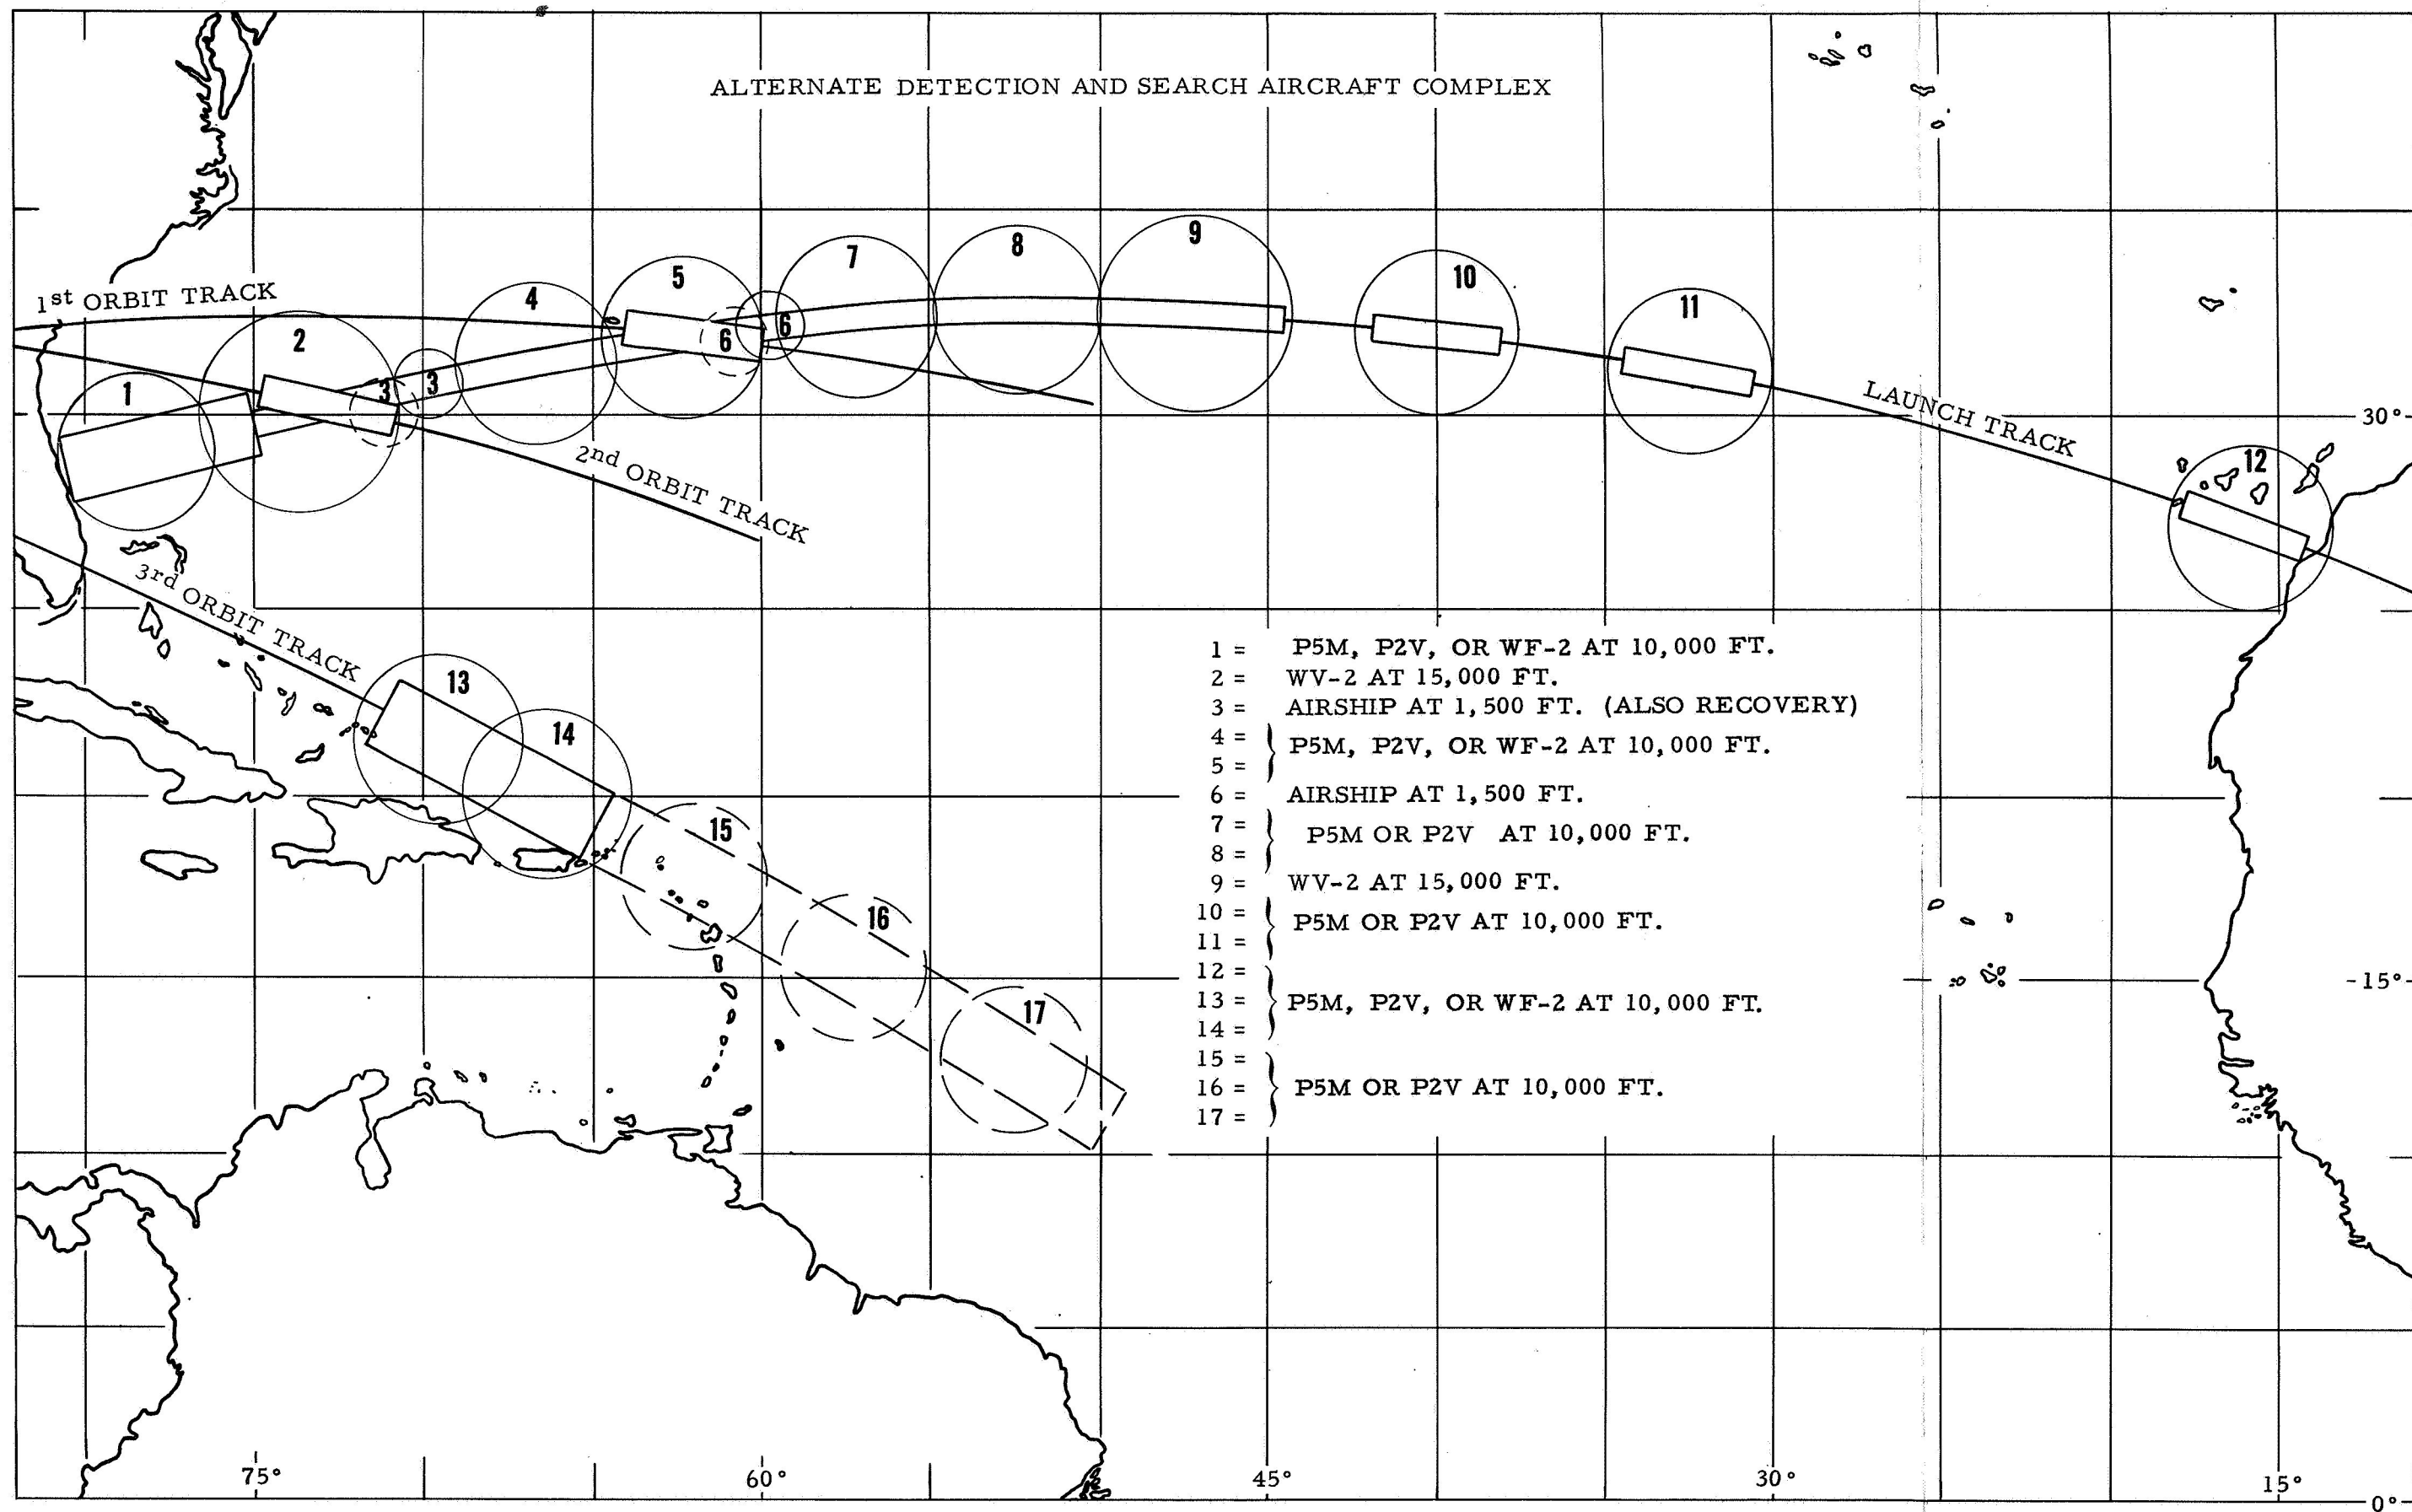 ALTERNATE DETECTION AND SEARCH AIRCRAFT COMPLEX
9
8
7
10
5
1st ORBIT TRACK
4
11
2
6
6
3
3
1
LAUNCH TRACK
30°
2nd ORBIT TRACK
12
3rd ORBIT TRACK
13
14
15
16
17
1 = P5M, P2V, OR WF-2 AT 10,000 FT.
2 = WV-2 AT 15,000 FT.
3 = AIRSHIP AT 1,500 FT. (ALSO RECOVERY)
4 =
P5M, P2V, OR WF-2 AT 10,000 FT.
5 =
6 = AIRSHIP AT 1,500 FT.
7 =
P5M OR P2V AT 10,000 FT.
8 =
9 = WV-2 AT 15,000 FT.
10 =
P5M OR P2V AT 10,000 FT.
11 =
12 =
13 = P5M, P2V, OR WF-2 AT 10,000 FT.
14 =
15 =
16 = P5M OR P2V AT 10,000 FT.
17 =
15°
75°
60°
45°
30°
15°
0°